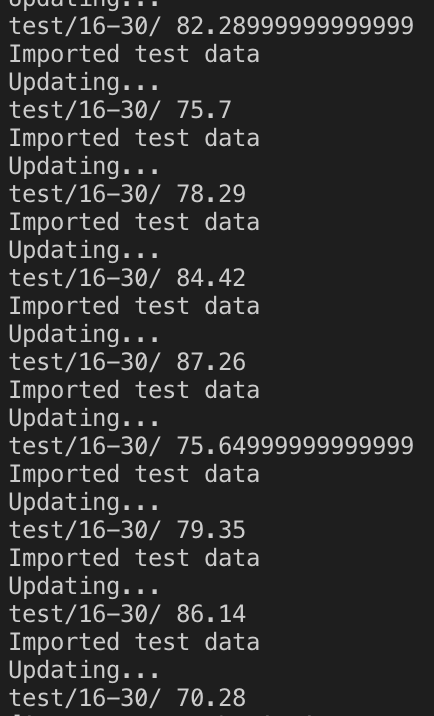 Updating...
test/16-30/ 82.28999999999999
Imported test data
Updating...
test/16-30/ 75.7
Imported test data
Updating...
test/16-30/ 78.29
Imported test data
Updating...
test/16-30/ 84.42
Imported test data
Updating...
test/16-30/ 87.26
Imported test data
Updating...
test/16-30/ 75.64999999999999
Imported test data
Updating...
test/16-30/ 79.35
Imported test data
Updating...
test/16-30/ 86.14
Imported test data
Updating...
test/16-30/ 70.28